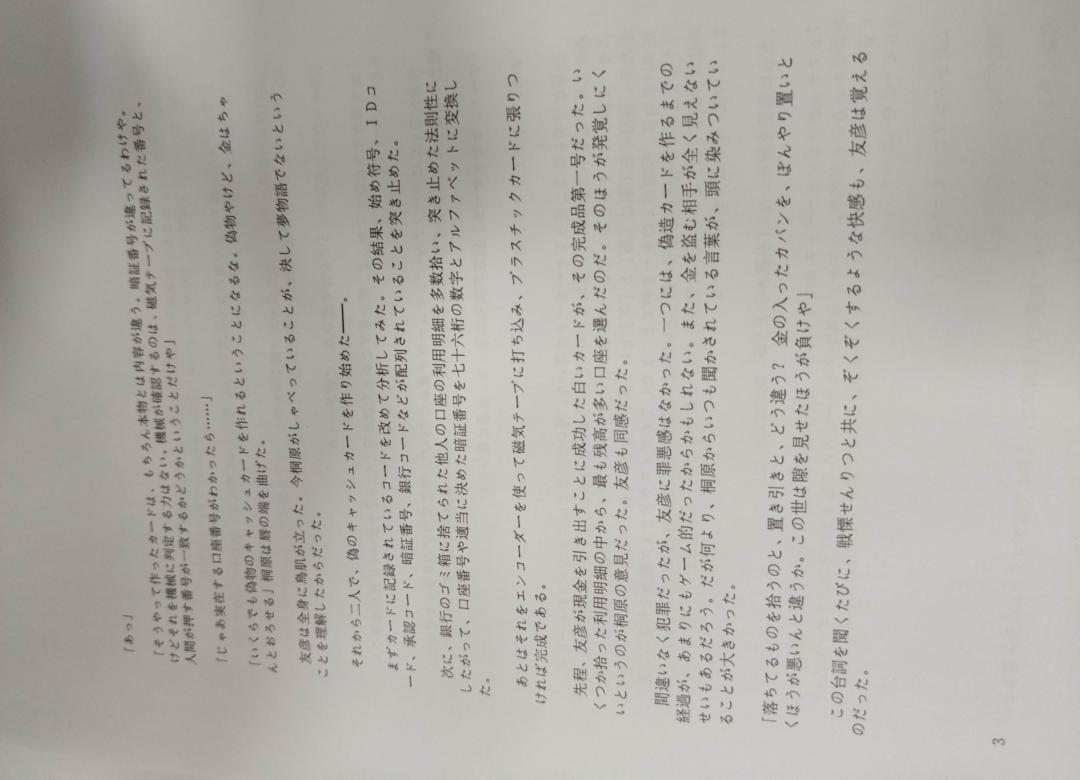 「あっ」
「そうやって作ったカードは、もちろん本物とは内容が違う。暗証番号が違ってるわけや。
けどそれを機械に判定する力はない。機械が確認するのは、磁気テープに記録された番号と、
人間が押す番号が一致するかどうかということだけや」
「じゃあ実在する口座番号がわかったら……」
「いくらでも偽物のキャッシュカードを作れるということになるな。偽物やけど、金はちゃ
んとおろせる」桐原は唇の端を曲げた。
友彦は全身に鳥肌が立った。今桐原がしゃべっていることが、決して夢物語でないという
ことを理解したからだった。
それから二人で、偽のキャッシュカードを作り始めた――。
まずカードに記録されているコードを改めて分析してみた。その結果、始め符号、ＩＤコ
ード、承認コード、暗証番号、銀行コードなどが配列されていることを突き止めた。
次に、銀行のゴミ箱に捨てられた他人の口座の利用明細を多数拾い、突き止めた法則性に
したがって、口座番号や適当に決めた暗証番号を七十六桁の数字とアルファベットに変換し
た。
あとはそれをエンコーダーを使って磁気テープに打ち込み、プラスチックカードに張りつ
ければ完成である。
先程、友彦が現金を引き出すことに成功した白いカードが、その完成品第一号だった。い
くつか拾った利用明細の中から、最も残高が多い口座を選んだのだ。そのほうが発覚しにく
いというのが桐原の意見だった。友彦も同感だった。
間違いなく犯罪だったが、友彦に罪悪感はなかった。一つには、偽造カードを作るまでの
経過が、あまりにもゲーム的だったからかもしれない。また、金を盗む相手が全く見えない
せいもあるだろう。だが何より、桐原からいつも聞かされている言葉が、頭に染みついてい
ることが大きかった。
「落ちてるものを拾うのと、置き引きと、どう違う？　金の入ったカバンを、ぼんやり置いと
くほうが悪いんと違うか。この世は隙を見せたほうが負けや」
この台詞を聞くたびに、戦慄せんりつと共に、ぞくぞくするような快感も、友彦は覚える
のだった。
3